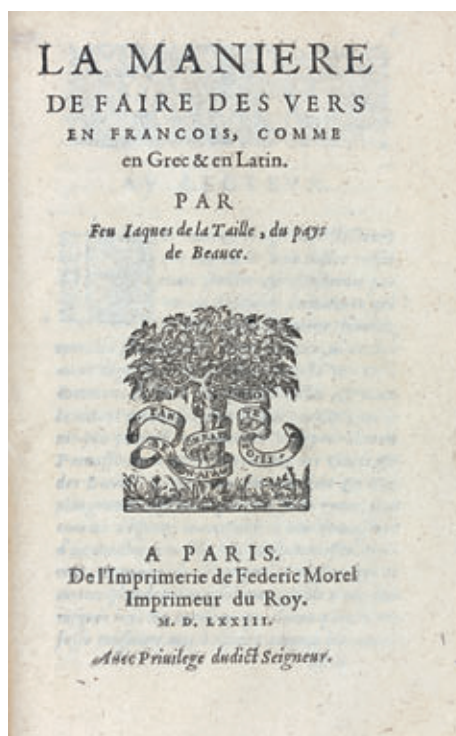 LA MANIERE
DE FAIRE DES VERS
EN FRANCOIS, COMME
en Grec & en Latin.
PAR
Feu Iaques de la Taille, du pays
de Beauce.
A PARIS.
De l'Imprimerie de Federic Morel
Imprimeur du Roy.
M. D. LXXIII.
Auec Priuilege dudict Seigneur.